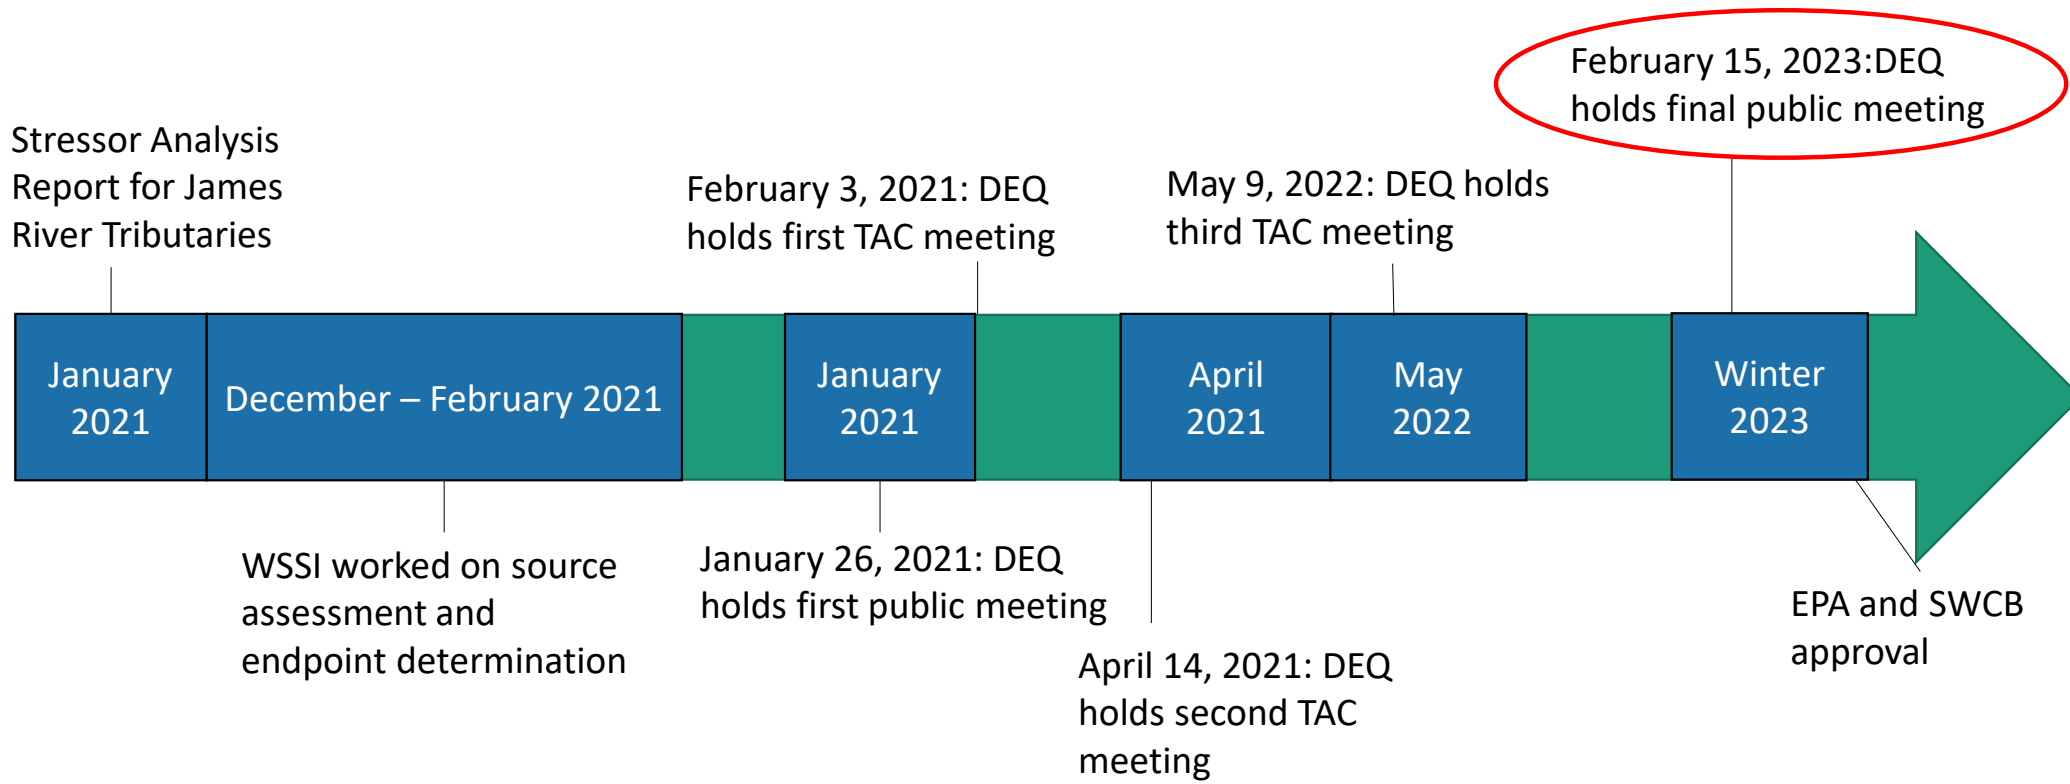 February 15, 2023:DEQ
holds final public meeting
Stressor Analysis
Report for James
River Tributaries
February 3, 2021: DEQ
holds first TAC meeting
May 9, 2022: DEQ holds
third TAC meeting
January
2021
December – February 2021
January
2021
April
2021
May
2022
Winter
2023
WSSI worked on source
assessment and
endpoint determination
January 26, 2021: DEQ
holds first public meeting
April 14, 2021: DEQ
holds second TAC
meeting
EPA and SWCB
approval